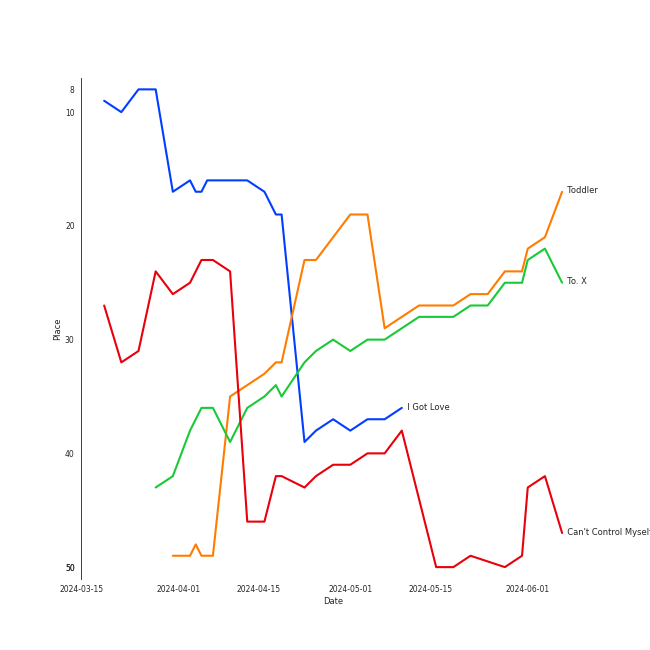 8
10
20
30
40
50
Place
Toddler
To. X
I Got Love
Can't Control Mysel
2024-03-15
2024-04-01
2024-04-15
2024-05-01
2024-05-15
2024-06-01
Date